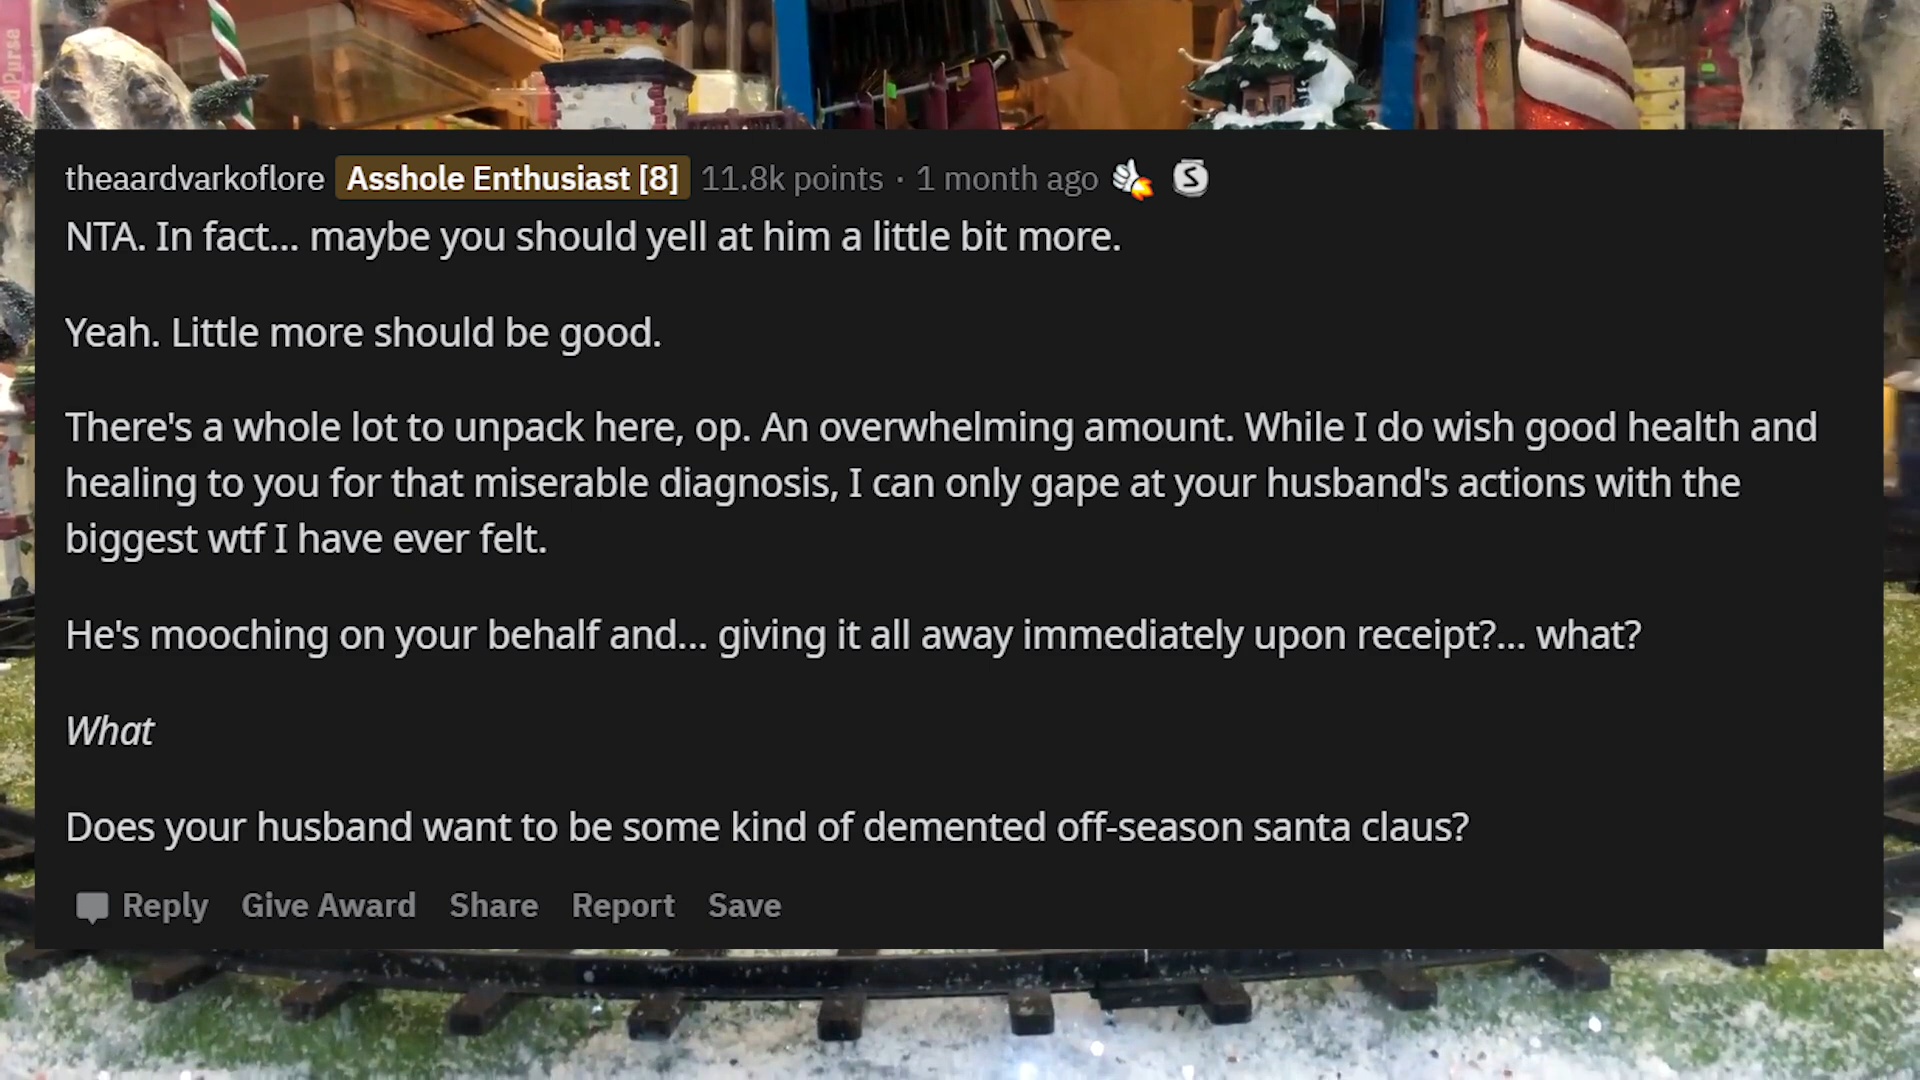 d Purse
theaardvarkoflore Asshole Enthusiast [8] 11.8k points · 1 month ago S
NTA. In fact... maybe you should yell at him a little bit more.
Yeah. Little more should be good.
There's a whole lot to unpack here, op. An overwhelming amount. While I do wish good health and
healing to you for that miserable diagnosis, I can only gape at your husband's actions with the
biggest wtf I have ever felt.
He's mooching on your behalf and... giving it all away immediately upon receipt?... what?
What
Does your husband want to be some kind of demented off-season santa claus?
Reply Give Award Share Report Save